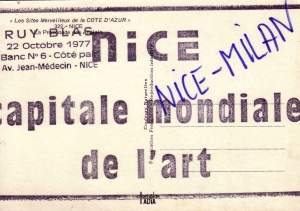 « Les Sites Merveilleux de la COTE D'AZUR »
222 - NICE
RUY BLAS
22 Octobre 1977
Banc N° 6 - Côté pair
Av. Jean-Médecin - NICE
NICE
NICE-MILAN
capitale mondiale
de l'art